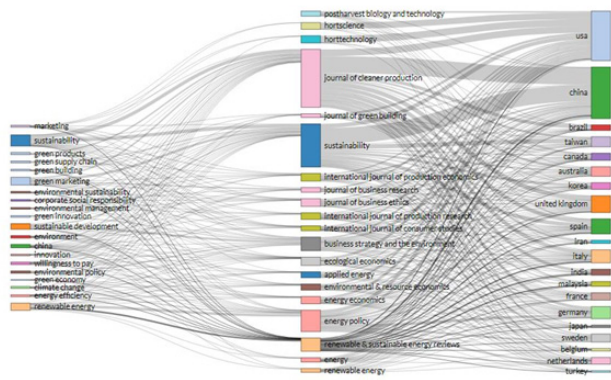 marketing
sustainability
green products
green supply chain
green building
green marketing
environmental sustainability
corporate social responsibility
environmental management
green innovation
sustainable development
environment
china
innovation
willingness to pay
environmental policy
green economy
climate change
energy efficiency
renewable energy
postharvest biology and technology
hortscience
horttechnology
journal of cleaner production
journal of green building
sustainability
international journal of production economics
journal of business research
journal of business ethics
international journal of production research
international journal of consumer studies
business strategy and the environment
ecological economics
applied energy
environmental & resource economics
energy economics
energy policy
renewable & sustainable energy reviews
energy
renewable energy
usa
china
brazil
taiwan
canada
australia
korea
united kingdom
spain
iran
italy
india
malaysia
france
germany
japan
sweden
belgium
netherlands
turkey